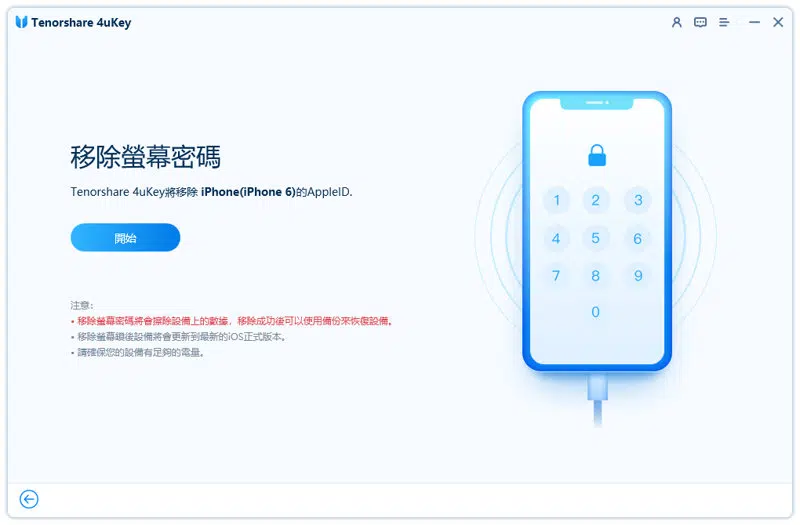 Tenorshare 4uKey
移除螢幕密碼
Tenorshare 4uKey將移除 iPhone(iPhone 6)的AppleID.
開始
注意：
• 移除螢幕密碼將會擦除設備上的數據，移除成功後可以使用備份來恢復設備。
• 移除螢幕鎖後設備將會更新到最新的iOS正式版本。
• 請確保您的設備有足夠的電量。
1 2 3
4 5 6
7 8 9
0